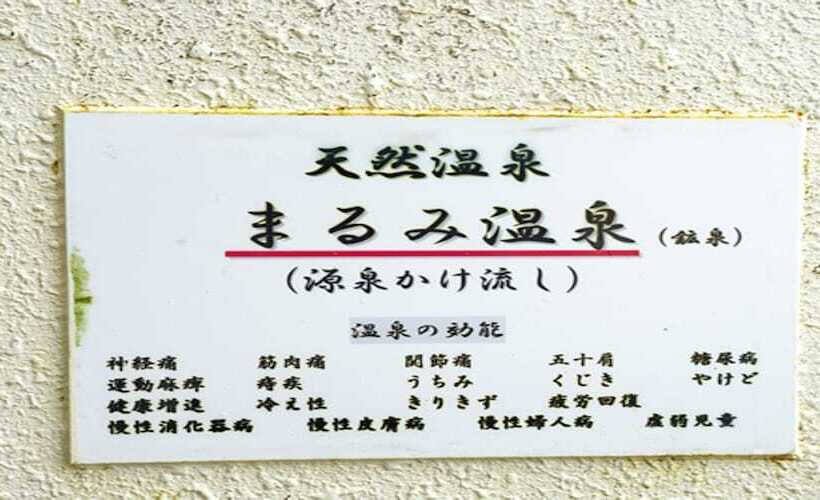 天然温泉
まるみ温泉 (鉱泉)
(源泉かけ流し)
温泉の効能
神経痛 筋肉痛 関節痛 五十肩 糖尿病
運動麻痺 痔疾 うちみ くじき やけど
健康増進 冷え性 きりきず 疲労回復
慢性消化器病 慢性皮膚病 慢性婦人病 虚弱児童